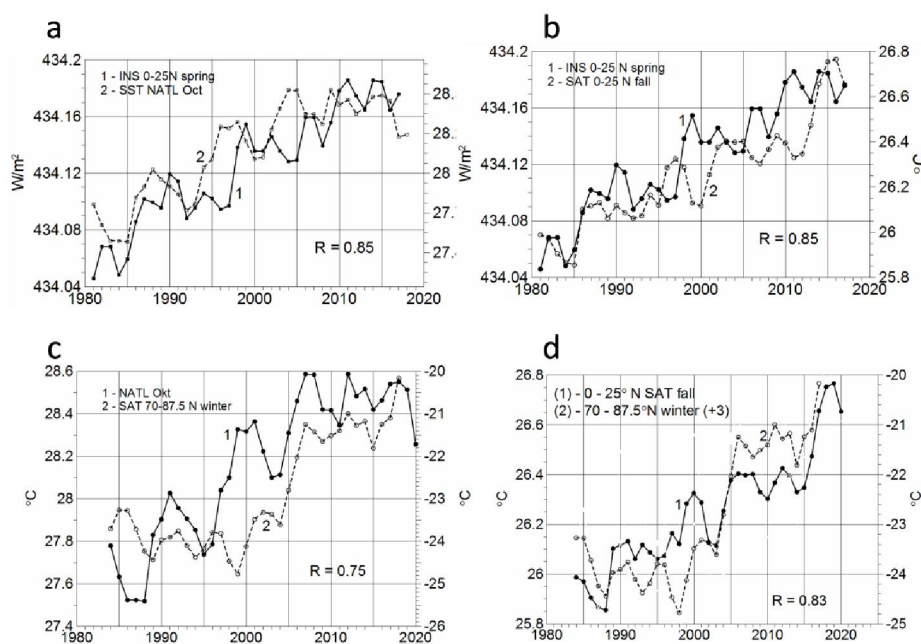 a
434.2
434.16
434.12
434.08
434.04
W/m²
1 - INS 0-25N spring
2 - SST NATL Oct
2
1
R = 0.85
28.
28.
28
27.
27.
1980 1990 2000 2010 2020
b
434.2
434.16
434.12
434.08
434.04
W/m²
1 - INS 0-25 N spring
2 - SAT 0-25 N fall
1
2
R = 0.85
26.8
26.6
26.4
26.2
26
25.8
°C
1980 1990 2000 2010 2020
c
28.6
28.4
28.2
28
27.8
27.6
27.4
°C
1 - NATL Okt
2 - SAT 70-87.5 N winter
1
2
R = 0.75
-20
-21
-22
-23
-24
-25
-26
°C
1980 1990 2000 2010 2020
d
26.8
26.6
26.4
26.2
26
25.8
°C
(1) - 0 - 25° N SAT fall
(2) - 70 - 87.5°N winter (+3)
2
1
R = 0.83
-20
-21
-22
-23
-24
-25
°C
1980 1990 2000 2010 2020